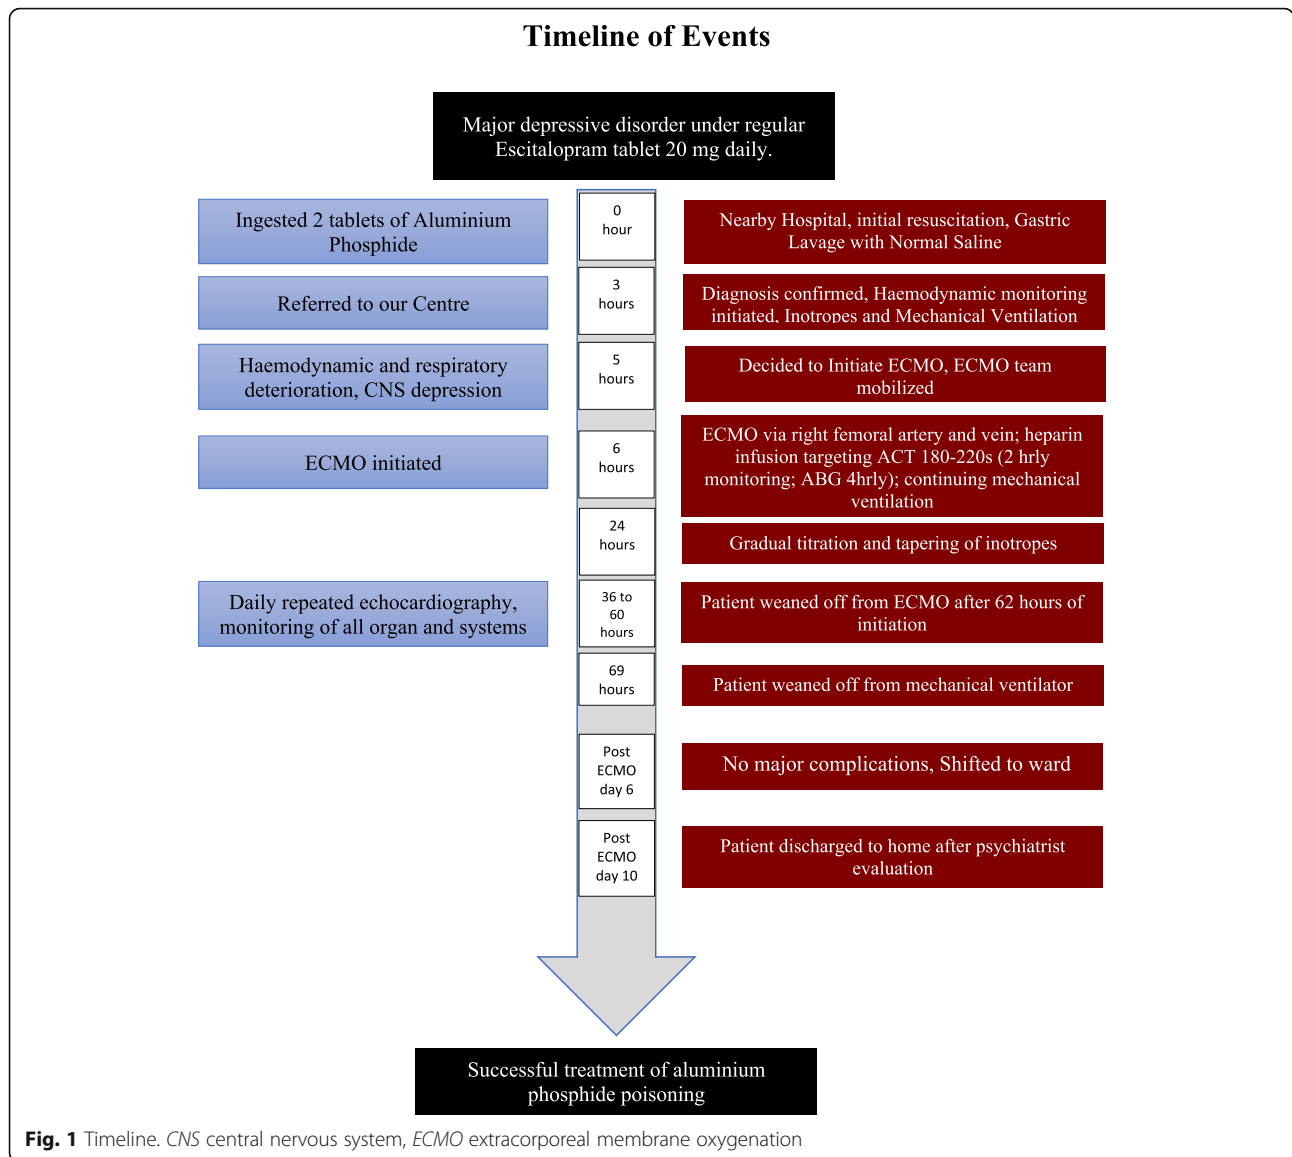 Timeline of Events
Major depressive disorder under regular
Escitalopram tablet 20 mg daily.
Ingested 2 tablets of Aluminium
Phosphide
0
hour
Nearby Hospital, initial resuscitation, Gastric
Lavage with Normal Saline
Referred to our Centre
3
hours
Diagnosis confirmed, Haemodynamic monitoring
initiated, Inotropes and Mechanical Ventilation
Haemodynamic and respiratory
deterioration, CNS depression
5
hours
Decided to Initiate ECMO, ECMO team
mobilized
ECMO initiated
6
hours
ECMO via right femoral artery and vein; heparin
infusion targeting ACT 180-220s (2 hrly
monitoring; ABG 4hrly); continuing mechanical
ventilation
24
hours
Gradual titration and tapering of inotropes
Daily repeated echocardiography,
monitoring of all organ and systems
36 to
60
hours
Patient weaned off from ECMO after 62 hours of
initiation
69
hours
Patient weaned off from mechanical ventilator
Post
ECMO
day 6
No major complications, Shifted to ward
Post
ECMO
day 10
Patient discharged to home after psychiatrist
evaluation
Successful treatment of aluminium
phosphide poisoning
Fig. 1 Timeline. CNS central nervous system, ECMO extracorporeal membrane oxygenation